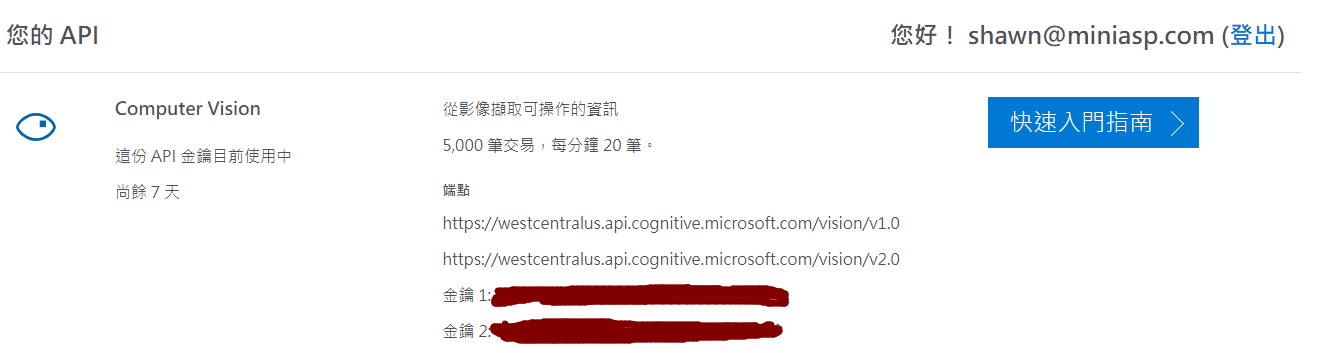 您的 API
您好！ shawn@miniasp.com (登出)
Computer Vision
這份 API 金鑰目前使用中
尚餘 7 天
從影像擷取可操作的資訊
5,000 筆交易，每分鐘 20 筆。
端點
https://westcentralus.api.cognitive.microsoft.com/vision/v1.0
https://westcentralus.api.cognitive.microsoft.com/vision/v2.0
金鑰 1:
金鑰 2:
快速入門指南